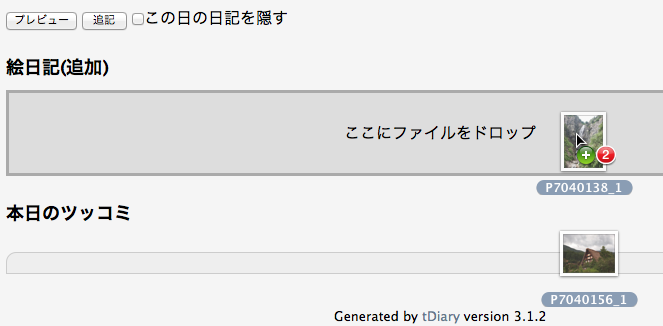 プレビュー 追記 この日の日記を隠す
絵日記(追加)
ここにファイルをドロップ
2
P7040138_1
本日のツッコミ
P7040156_1
Generated by tDiary version 3.1.2